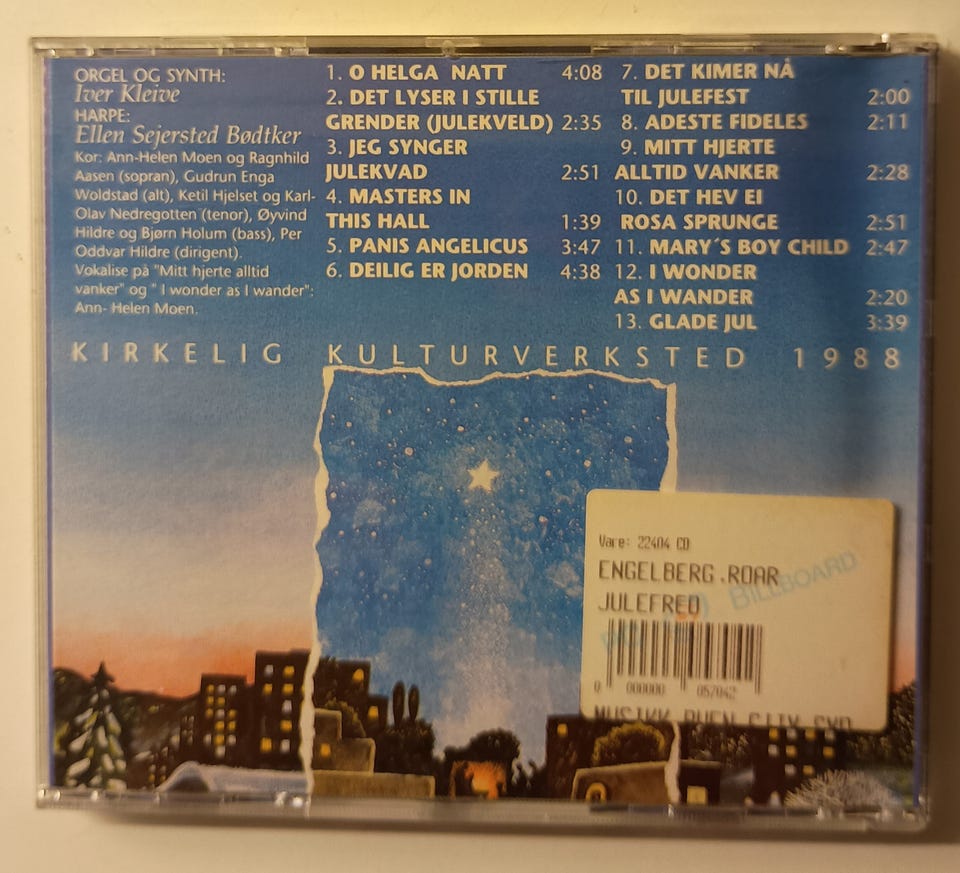 ORGEL OG SYNTH:
Iver Kleive
HARPE:
Ellen Sejersted Bødtker
Kor: Ann-Helen Moen og Ragnhild
Aasen (sopran), Gudrun Enga
Woldstad (alt), Ketil Hjelset og Karl-
Olav Nedregotten (tenor), Øyvind
Hildre og Bjørn Holum (bass), Per
Oddvar Hildre (dirigent).
Vokalise på "Mitt hjerte alltid
vanker" og " I wonder as I wander":
Ann- Helen Moen.
1. O HELGA NATT 4:08
2. DET LYSER I STILLE
GRENDER (JULEKVELD) 2:35
3. JEG SYNGER
JULEKVAD 2:51
4. MASTERS IN
THIS HALL 1:39
5. PANIS ANGELICUS 3:47
6. DEILIG ER JORDEN 4:38
7. DET KIMER NÅ
TIL JULEFEST 2:00
8. ADESTE FIDELES 2:11
9. MITT HJERTE
ALLTID VANKER 2:28
10. DET HEV EI
ROSA SPRUNGE 2:51
11. MARY´S BOY CHILD 2:47
12. I WONDER
AS I WANDER 2:20
13. GLADE JUL 3:39
KIRKELIG KULTURVERKSTED 1988
Vare: 22404 CD
ENGELBERG.ROAR
JULEFRED
BILLBOARD
0 000000 057042